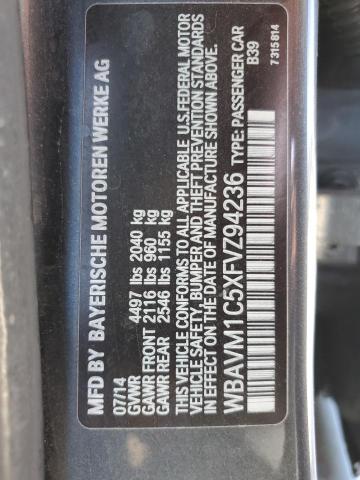 MFD BY BAYERISCHE MOTOREN WERKE AG
07/14
GVWR 4497 lbs 2040 kg
GAWR FRONT 2116 lbs 960 kg
GAWR REAR 2546 lbs 1155 kg
THIS VEHICLE CONFORMS TO ALL APPLICABLE U.S.FEDERAL MOTOR
VEHICLE SAFETY, BUMPER AND THEFT PREVENTION STANDARDS
IN EFFECT ON THE DATE OF MANUFACTURE SHOWN ABOVE.
WBAVM1C5XFVZ94236 TYPE: PASSENGER CAR
B39
7 315 814